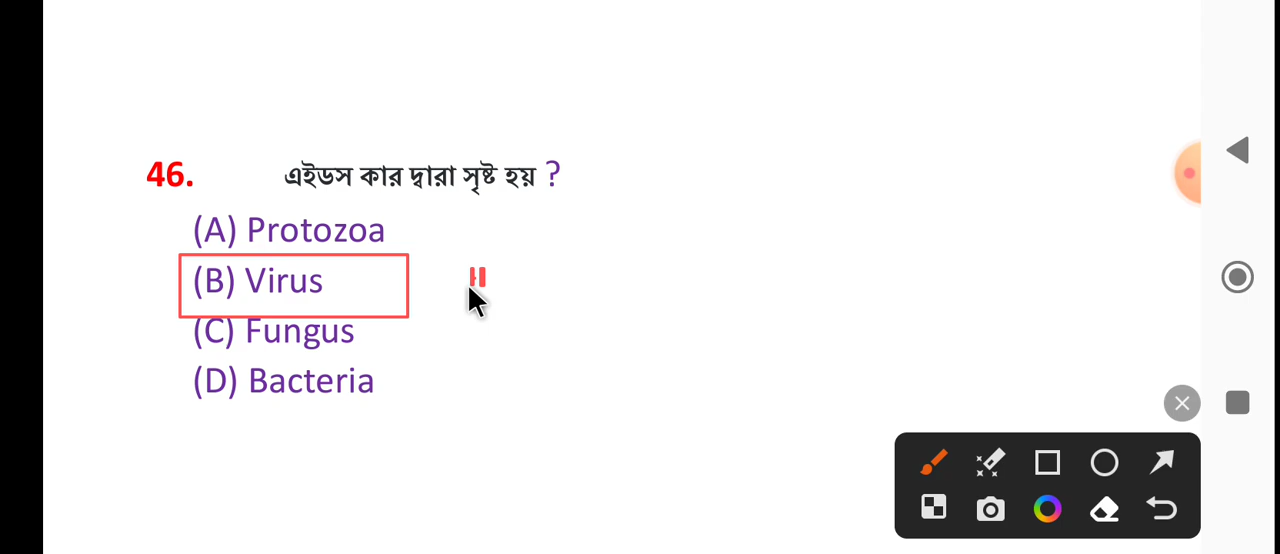 46. এইডস কার দ্বারা সৃষ্ট হয় ?
(A) Protozoa
(B) Virus
(C) Fungus
(D) Bacteria